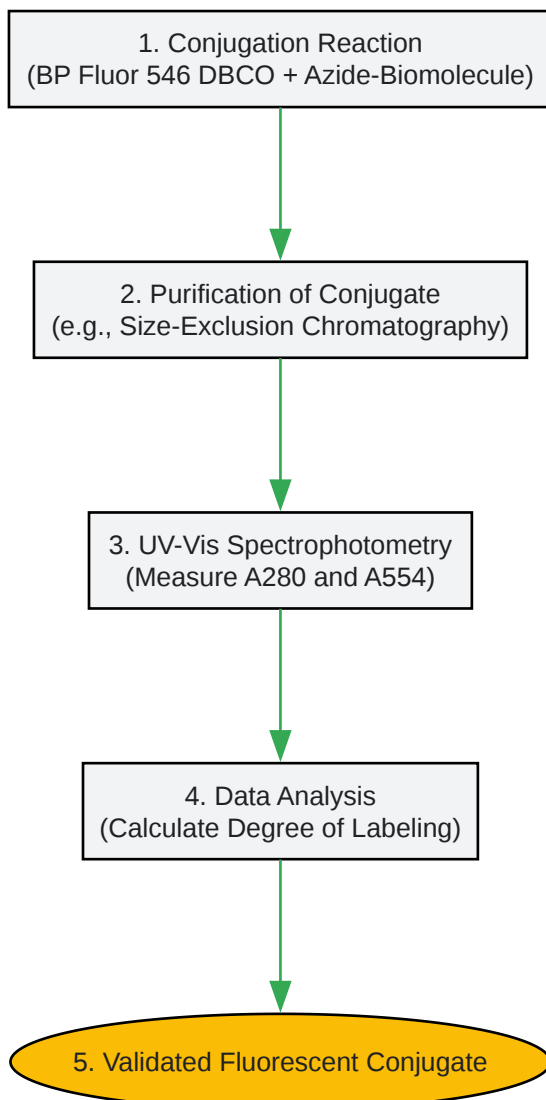 1. Conjugation Reaction
(BP Fluor 546 DBCO + Azide-Biomolecule)
2. Purification of Conjugate
(e.g., Size-Exclusion Chromatography)
3. UV-Vis Spectrophotometry
(Measure A280 and A554)
4. Data Analysis
(Calculate Degree of Labeling)
5. Validated Fluorescent Conjugate